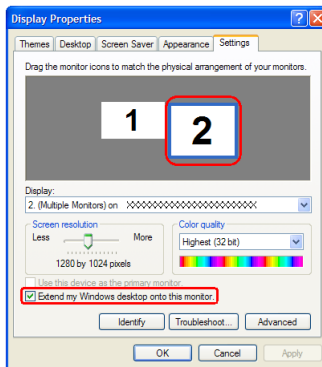 Display Properties
Themes Desktop Screen Saver Appearance Settings
Drag the monitor icons to match the physical arrangement of your monitors.
1 2
Display:
2. (Multiple Monitors) on XXXXXXXXXXXXXXXXXXXXXX
Screen resolution Color quality
Less More Highest (32 bit)
1280 by 1024 pixels
Use this device as the primary monitor.
Extend my Windows desktop onto this monitor.
Identify Troubleshoot... Advanced
OK Cancel Apply